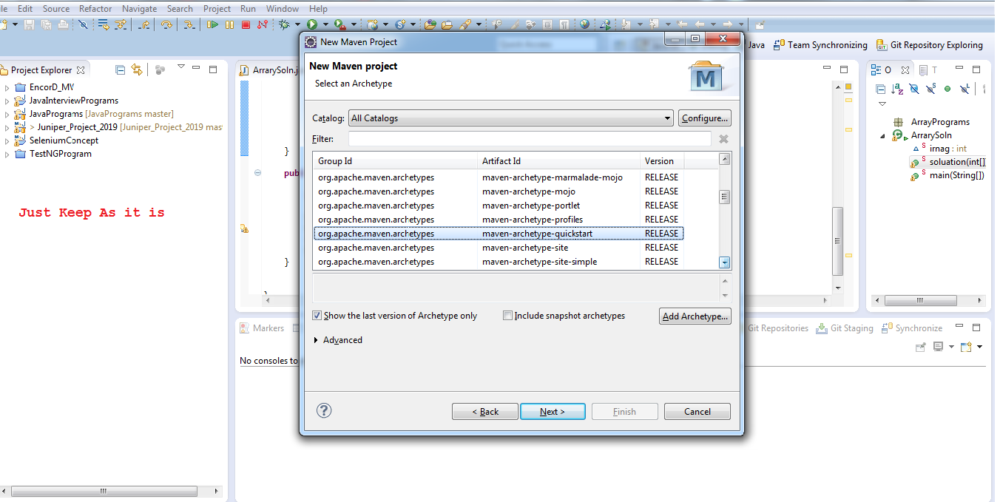 ile Edit Source Refactor Navigate Search Project Run Window Help
New Maven Project
Java Team Synchronizing Git Repository Exploring
Project Explorer
EncorD_MV
JavaInterviewPrograms
JavaPrograms [JavaPrograms master]
> Juniper_Project_2019 [Juniper_Project_2019 mas
SeleniumConcept
TestNGProgram
Just Keep As it is
ArrarySoln.j
}
pub
}
New Maven project
Select an Archetype
M
Catalog: All Catalogs Configure...
Filter:
Group Id Artifact Id Version
org.apache.maven.archetypes maven-archetype-marmalade-mojo RELEASE
org.apache.maven.archetypes maven-archetype-mojo RELEASE
org.apache.maven.archetypes maven-archetype-portlet RELEASE
org.apache.maven.archetypes maven-archetype-profiles RELEASE
org.apache.maven.archetypes maven-archetype-quickstart RELEASE
org.apache.maven.archetypes maven-archetype-site RELEASE
org.apache.maven.archetypes maven-archetype-site-simple RELEASE
Show the last version of Archetype only Include snapshot archetypes Add Archetype...
Advanced
< Back Next > Finish Cancel
O T
ArrayPrograms
ArrarySoln
irnag : int
soluation(int[]
main(String[])
Markers
Git Repositories Git Staging Synchronize
No consoles to